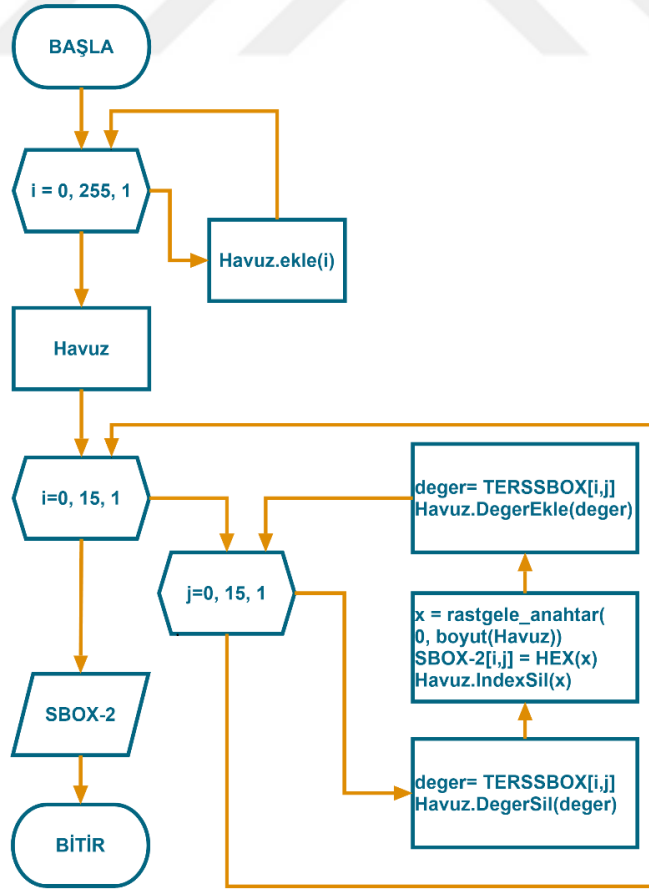 BAŞLA
i = 0, 255, 1
Havuz.ekle(i)
Havuz
i=0, 15, 1
deger= TERSSBOX[i,j]
Havuz.DegerEkle(deger)
j=0, 15, 1
x = rastgele_anahtar(
0, boyut(Havuz))
SBOX-2[i,j] = HEX(x)
Havuz.IndexSil(x)
SBOX-2
deger= TERSSBOX[i,j]
Havuz.DegerSil(deger)
BİTİR